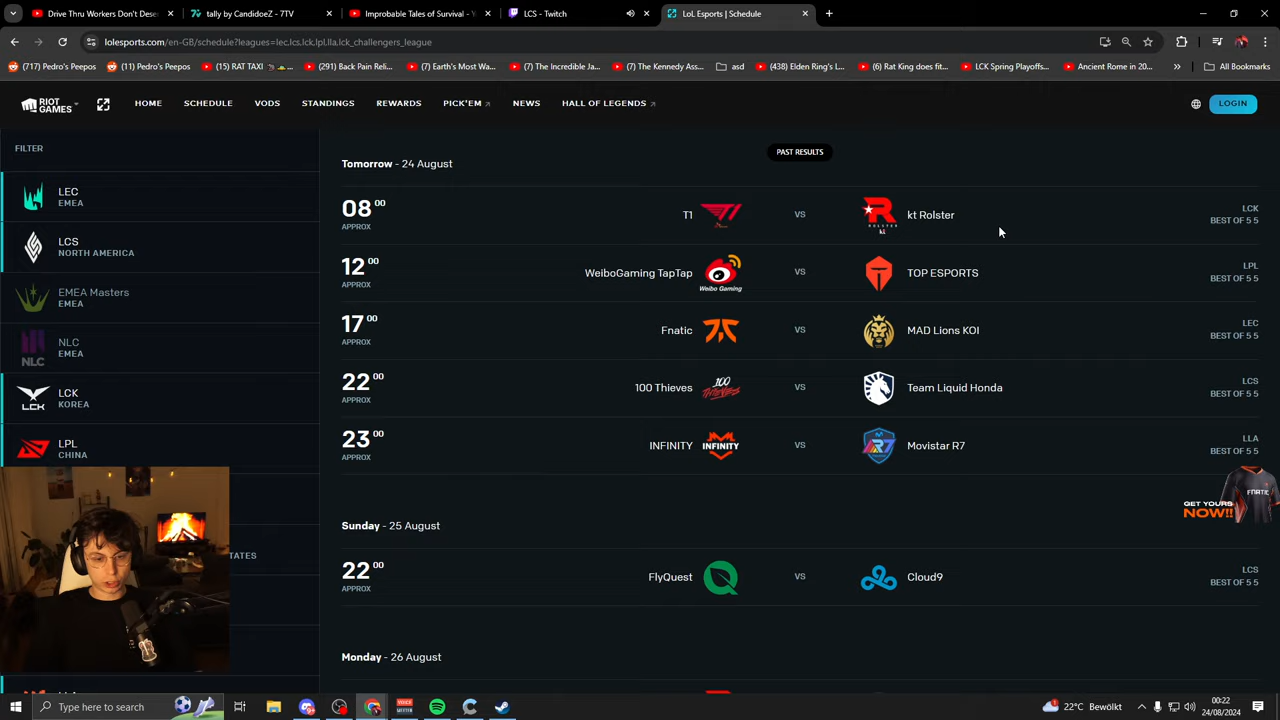 Drive Thru Workers Don't Dese
tally by CandidoeZ - 7TV
Improbable Tales of Survival -
LCS - Twitch
LoL Esports | Schedule
lolesports.com/en-GB/schedule?leagues=lec,lcs,lck,lpl,lla,lck_challengers_league
(717) Pedro's Peepos
(11) Pedro's Peepos
(15) RAT TAXI
(291) Back Pain Reli...
(7) Earth's Most Wa...
(7) The Incredible Ja...
(7) The Kennedy Ass...
asd
(438) Elden Ring's L...
(6) Rat King does fit...
LCK Spring Playoffs...
Ancient Rome in 20...
»
All Bookmarks
RIOT GAMES
HOME
SCHEDULE
VODS
STANDINGS
REWARDS
PICK'EM
NEWS
HALL OF LEGENDS
LOGIN
FILTER
LEC
EMEA
LCS
NORTH AMERICA
EMEA Masters
EMEA
NLC
NLC
EMEA
LCK
LCK
KOREA
LPL
CHINA
TATES
PAST RESULTS
Tomorrow - 24 August
08 00
APPROX
T1
VS
kt Rolster
LCK
BEST OF 5 5
12 00
APPROX
WeiboGaming TapTap
Weibo Gaming
VS
TOP ESPORTS
LPL
BEST OF 5 5
17 00
APPROX
Fnatic
VS
MAD Lions KOI
LEC
BEST OF 5 5
22 00
APPROX
100 Thieves
VS
Team Liquid Honda
LCS
BEST OF 5 5
23 00
APPROX
INFINITY
INFINITY
VS
Movistar R7
LLA
BEST OF 5 5
GET YOURS
NOW!!
FNATIC
Sunday - 25 August
22 00
APPROX
FlyQuest
VS
Cloud9
LCS
BEST OF 5 5
Monday - 26 August
Type here to search
22°C Bewölkt
00:22
24/08/2024